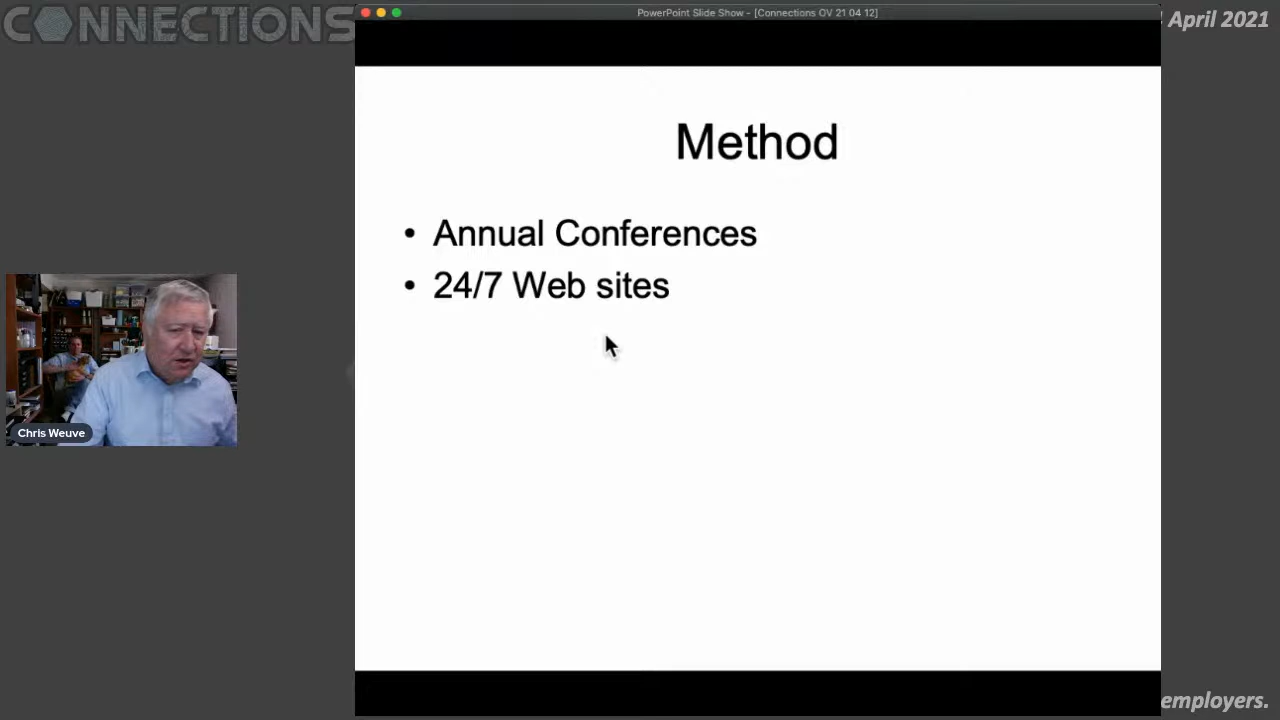 CONNECTIONS
PowerPoint Slide Show - [Connections OV 21 04 12]
April 2021
Method
• Annual Conferences
• 24/7 Web sites
Chris Weuve
employers.